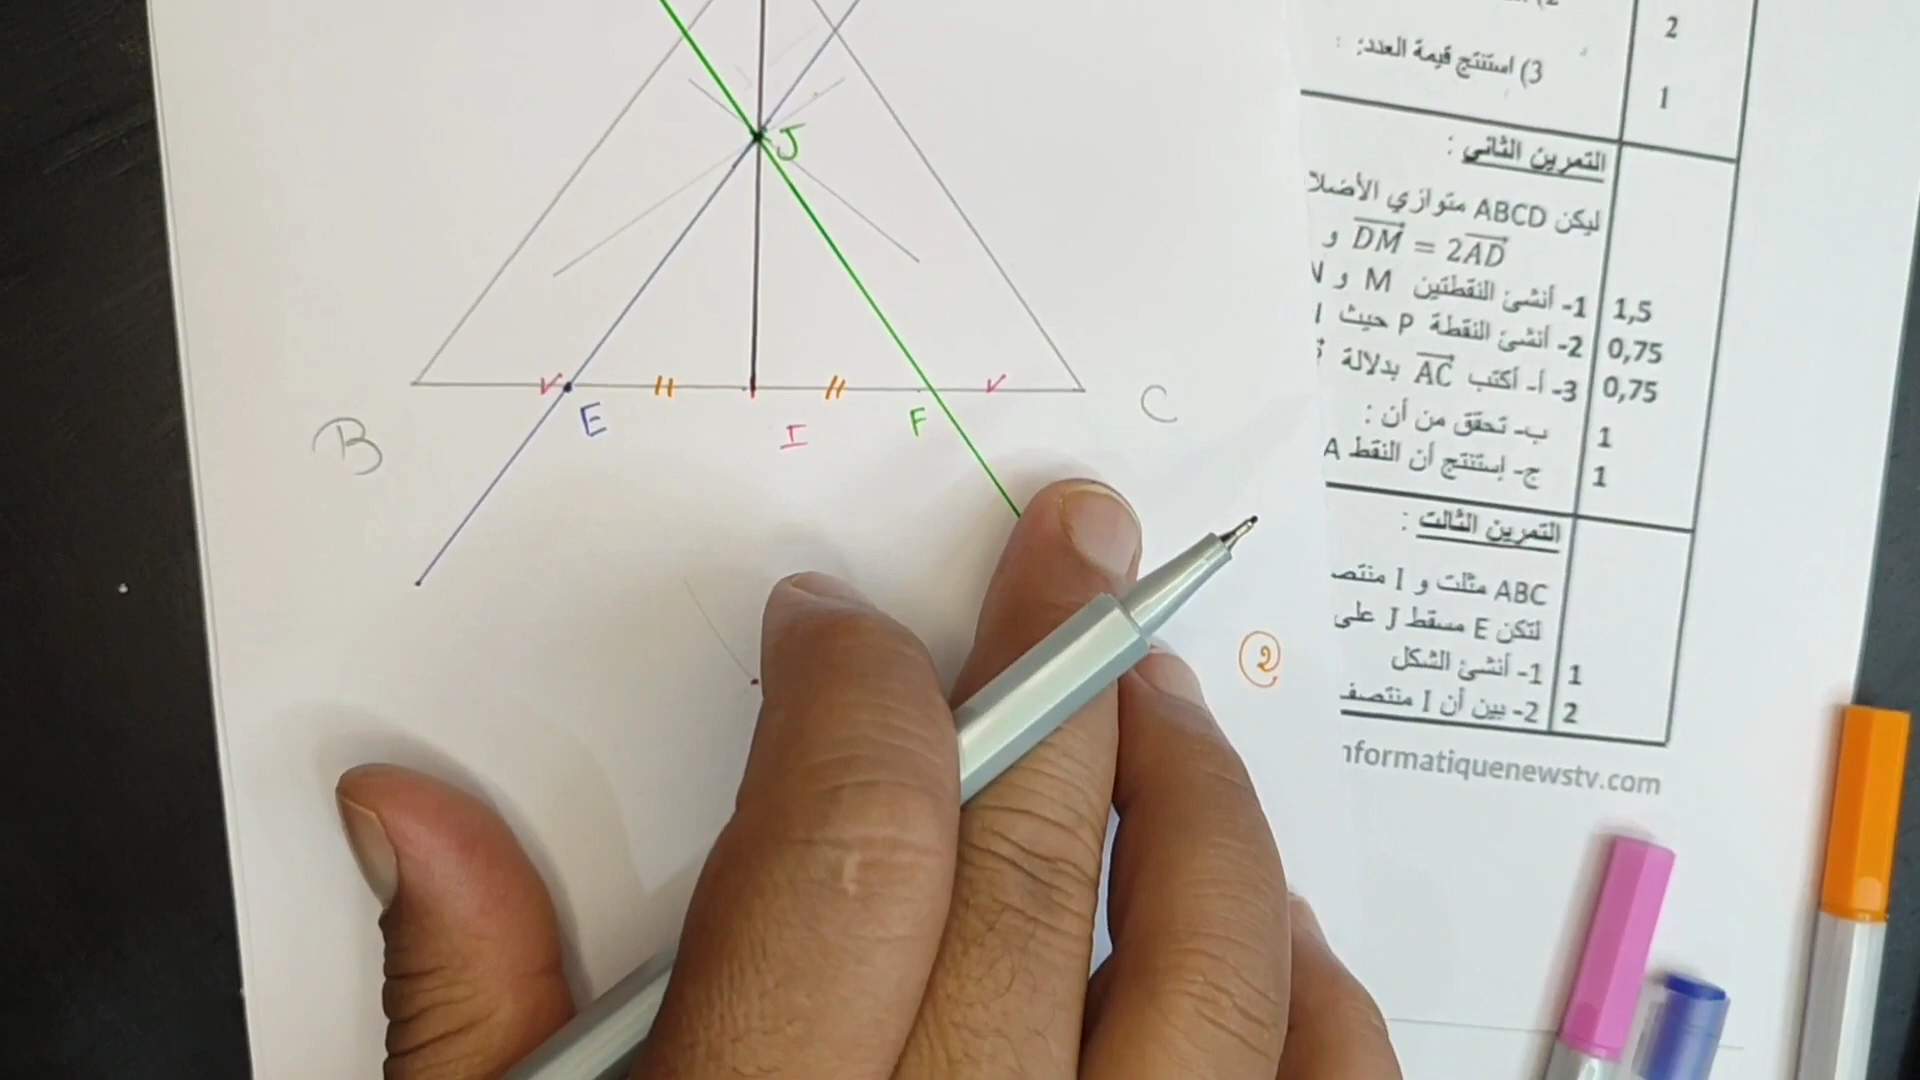 J
B
E
I
F
C
2
2
3) استنتج قيمة العدد:
1
التمرين الثاني :
ليكن ABCD متوازي الأضلا
DM = 2AD و
1- أنشئ النقطتين M و N
1,5
2- أنشئ النقطة P حيث
0,75
3- أ- أكتب AC بدلالة
0,75
ب- تحقق من أن :
1
ج- إستنتج أن النقط A
1
التمرين الثالث :
ABC مثلث و I منتصـ
لتكن E مسقط J على
1- أنشئ الشكل
1
2- بين أن I منتصف
2
nformatiquenewstv.com